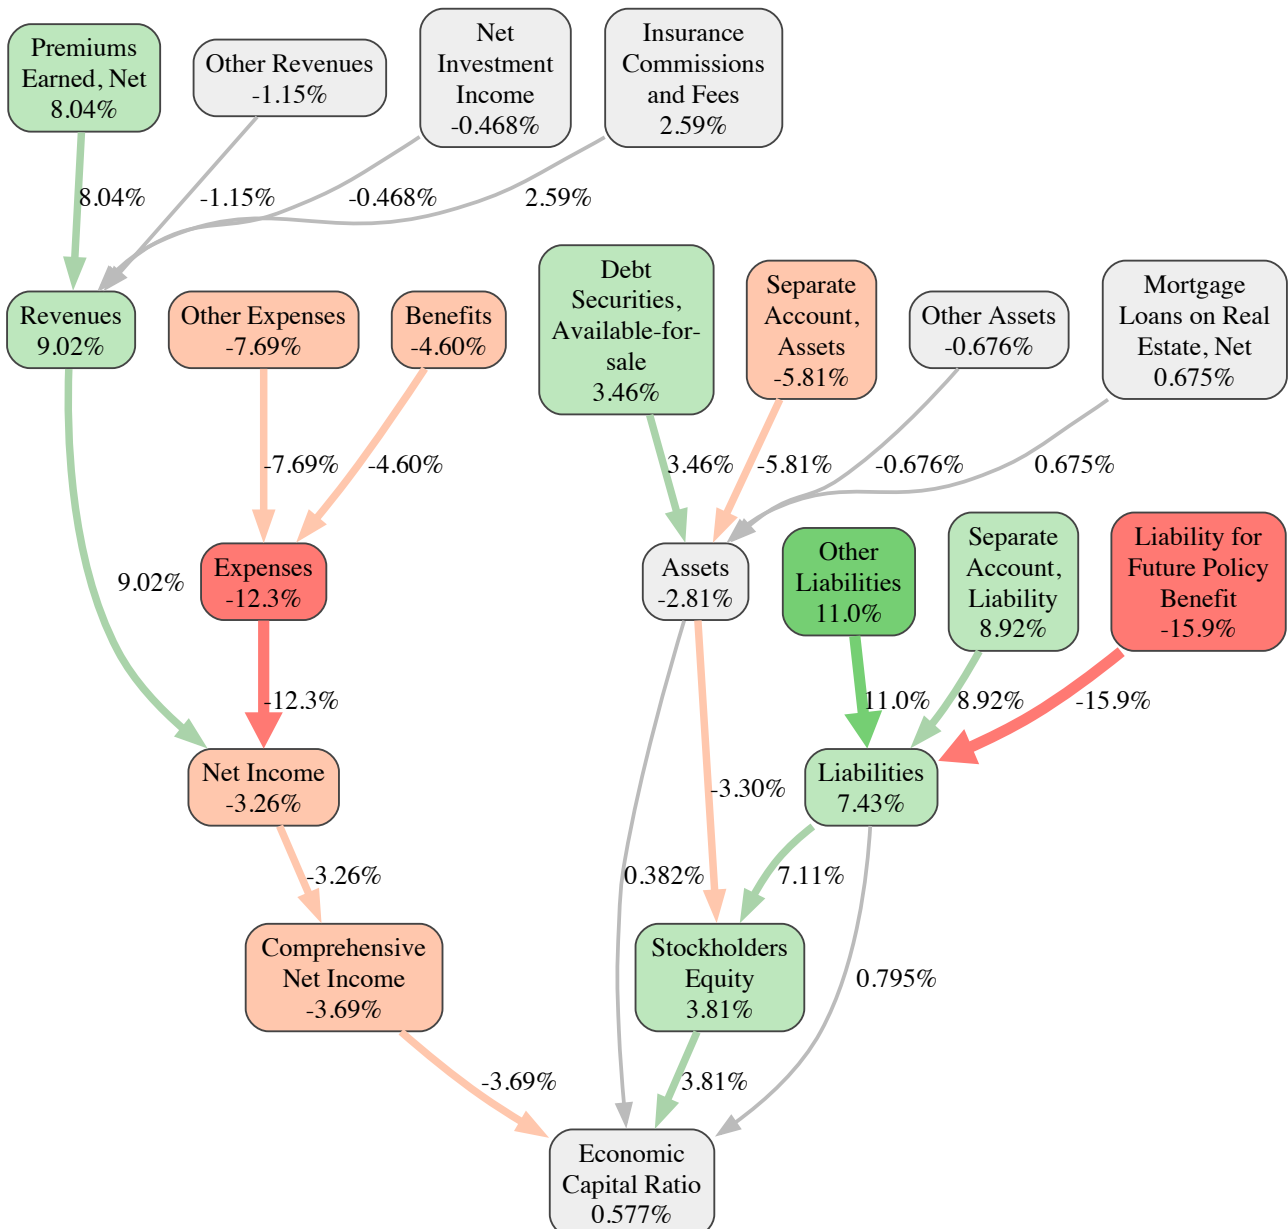 Premiums
Earned, Net
8.04%
Other Revenues
-1.15%
Net
Investment
Income
-0.468%
Insurance
Commissions
and Fees
2.59%
8.04%
-1.15%
-0.468%
2.59%
Revenues
9.02%
Other Expenses
-7.69%
Benefits
-4.60%
Debt
Securities,
Available-for-
sale
3.46%
Separate
Account,
Assets
-5.81%
Other Assets
-0.676%
Mortgage
Loans on Real
Estate, Net
0.675%
-7.69%
-4.60%
3.46%
-5.81%
-0.676%
0.675%
9.02%
Expenses
-12.3%
Assets
-2.81%
Other
Liabilities
11.0%
Separate
Account,
Liability
8.92%
Liability for
Future Policy
Benefit
-15.9%
-12.3%
11.0%
8.92%
-15.9%
Net Income
-3.26%
-3.30%
Liabilities
7.43%
-3.26%
0.382%
7.11%
Comprehensive
Net Income
-3.69%
Stockholders
Equity
3.81%
0.795%
-3.69%
3.81%
Economic
Capital Ratio
0.577%